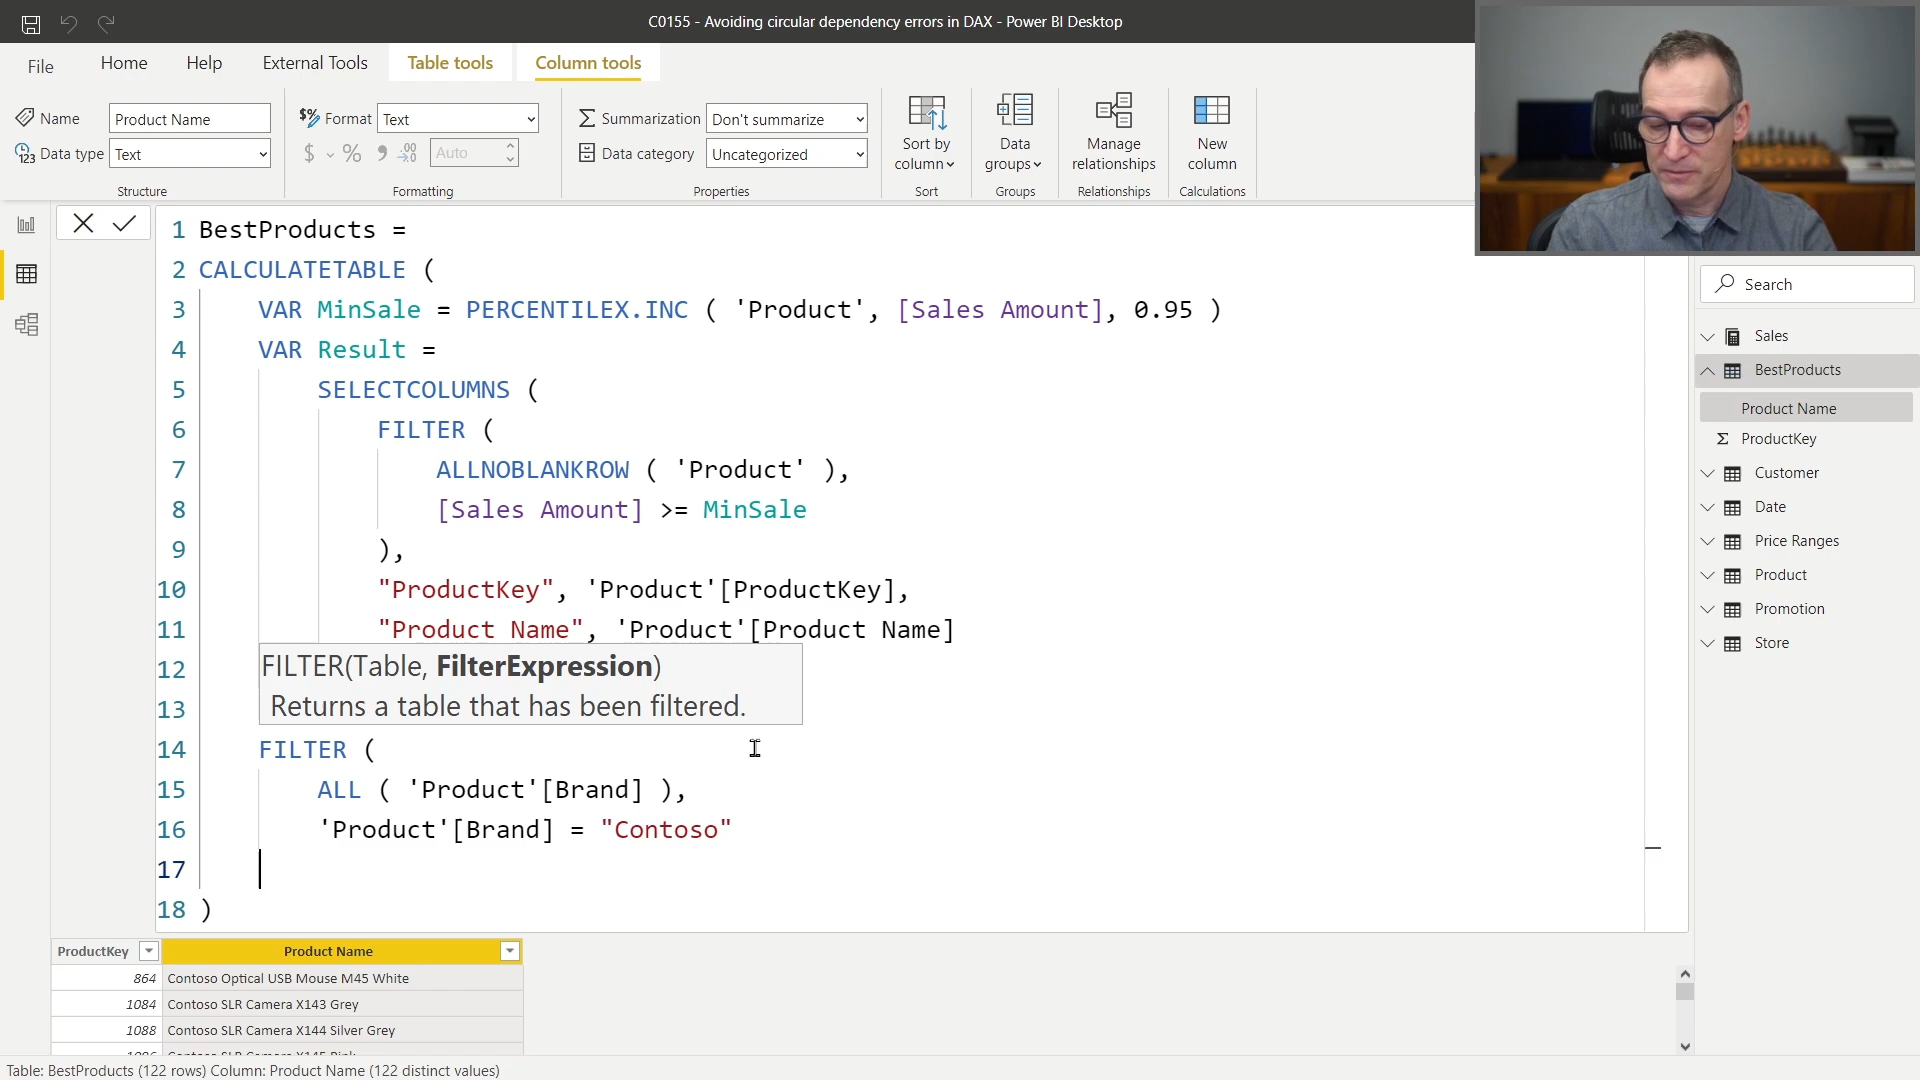 C0155 - Avoiding circular dependency errors in DAX - Power BI Desktop
File Home Help External Tools Table tools Column tools
Name Product Name
Data type Text
Structure
Format Text
$ % Auto
Formatting
Summarization Don't summarize
Data category Uncategorized
Properties
Sort by column
Sort
Data groups
Groups
Manage relationships
Relationships
New column
Calculations
1 BestProducts =
2 CALCULATETABLE (
3 VAR MinSale = PERCENTILEX.INC ( 'Product', [Sales Amount], 0.95 )
4 VAR Result =
5 SELECTCOLUMNS (
6 FILTER (
7 ALLNOBLANKROW ( 'Product' ),
8 [Sales Amount] >= MinSale
9 ),
10 "ProductKey", 'Product'[ProductKey],
11 "Product Name", 'Product'[Product Name]
12
13
FILTER(Table, FilterExpression)
Returns a table that has been filtered.
14 FILTER (
15 ALL ( 'Product'[Brand] ),
16 'Product'[Brand] = "Contoso"
17
18 )
Search
Sales
BestProducts
Product Name
Σ ProductKey
Customer
Date
Price Ranges
Product
Promotion
Store
ProductKey Product Name
864 Contoso Optical USB Mouse M45 White
1084 Contoso SLR Camera X143 Grey
1088 Contoso SLR Camera X144 Silver Grey
Table: BestProducts (122 rows) Column: Product Name (122 distinct values)